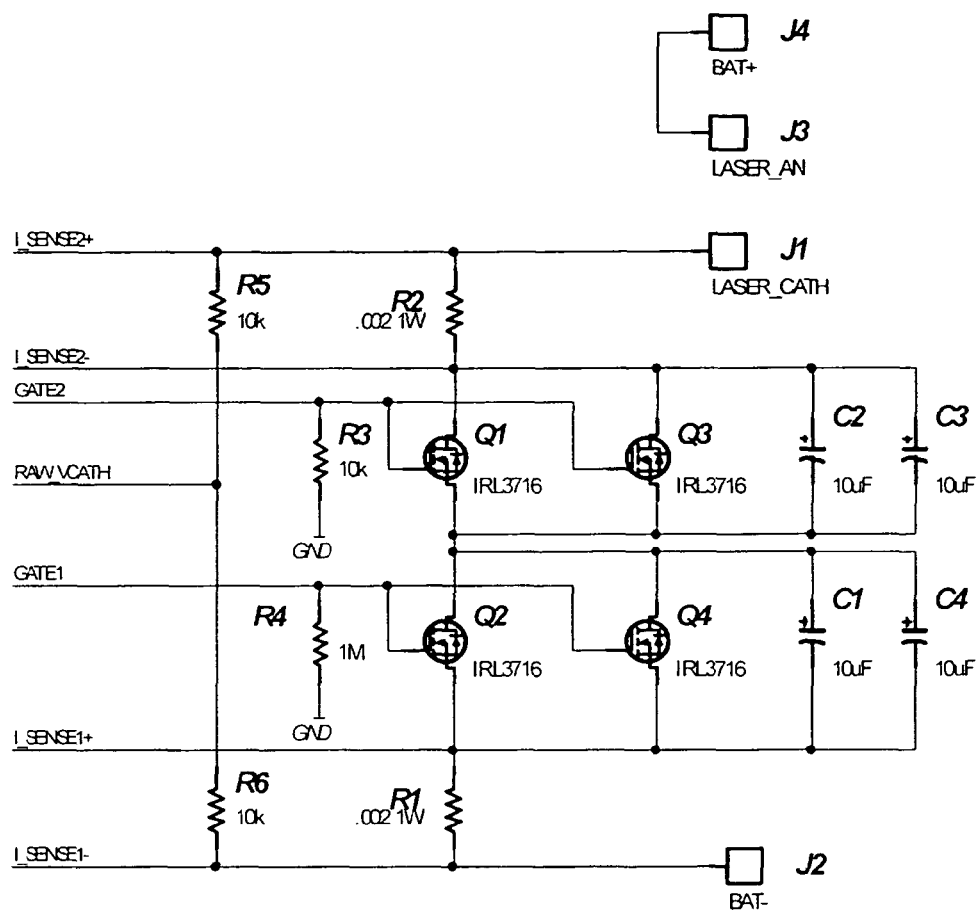 J4
BAT+
J3
LASER_AN
I_SENSE2+
J1
LASER_CATH
R5
10k
R2
.002 1W
I_SENSE2-
GATE2
R3
10k
Q1
IRL3716
Q3
IRL3716
C2
10uF
C3
10uF
RAW_VCATH
GND
GATE1
R4
1M
Q2
IRL3716
Q4
IRL3716
C1
10uF
C4
10uF
GND
I_SENSE1+
R6
10k
R1
.002 1W
I_SENSE1-
J2
BAT-